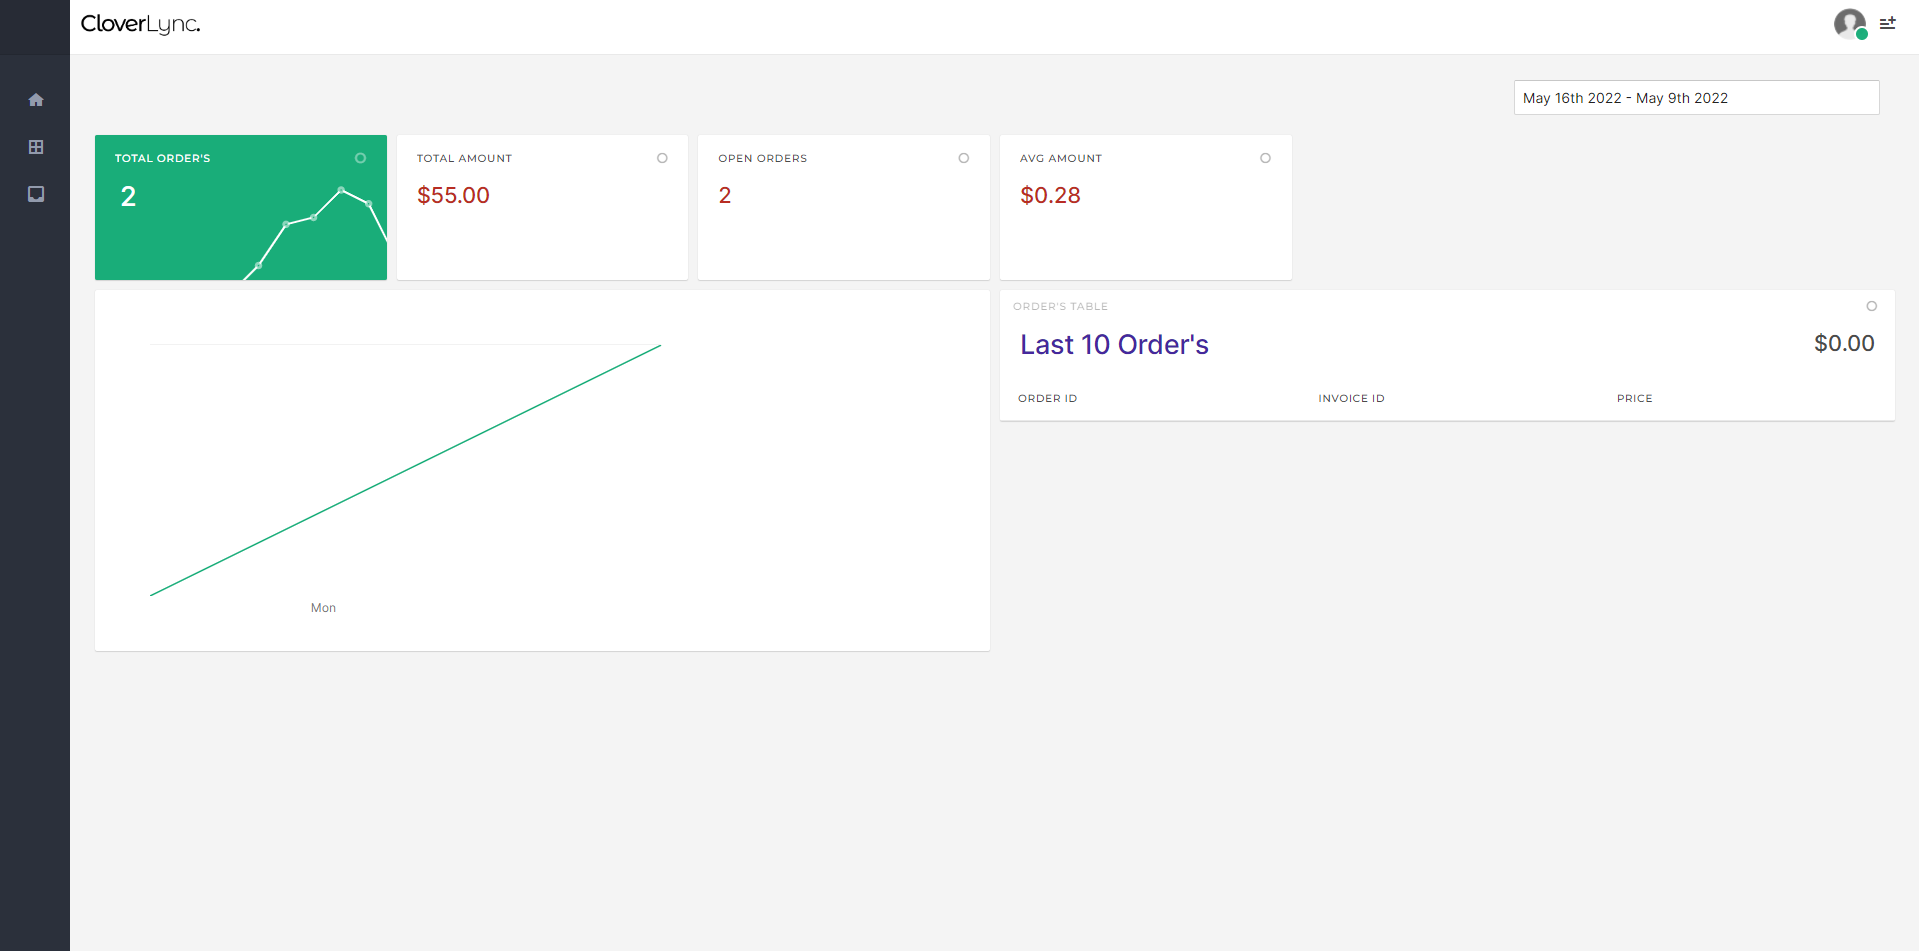 CloverLync.
May 16th 2022 - May 9th 2022
TOTAL ORDER'S
2
TOTAL AMOUNT
$55.00
OPEN ORDERS
2
AVG AMOUNT
$0.28
ORDER'S TABLE
Last 10 Order's
$0.00
ORDER ID INVOICE ID PRICE
Mon